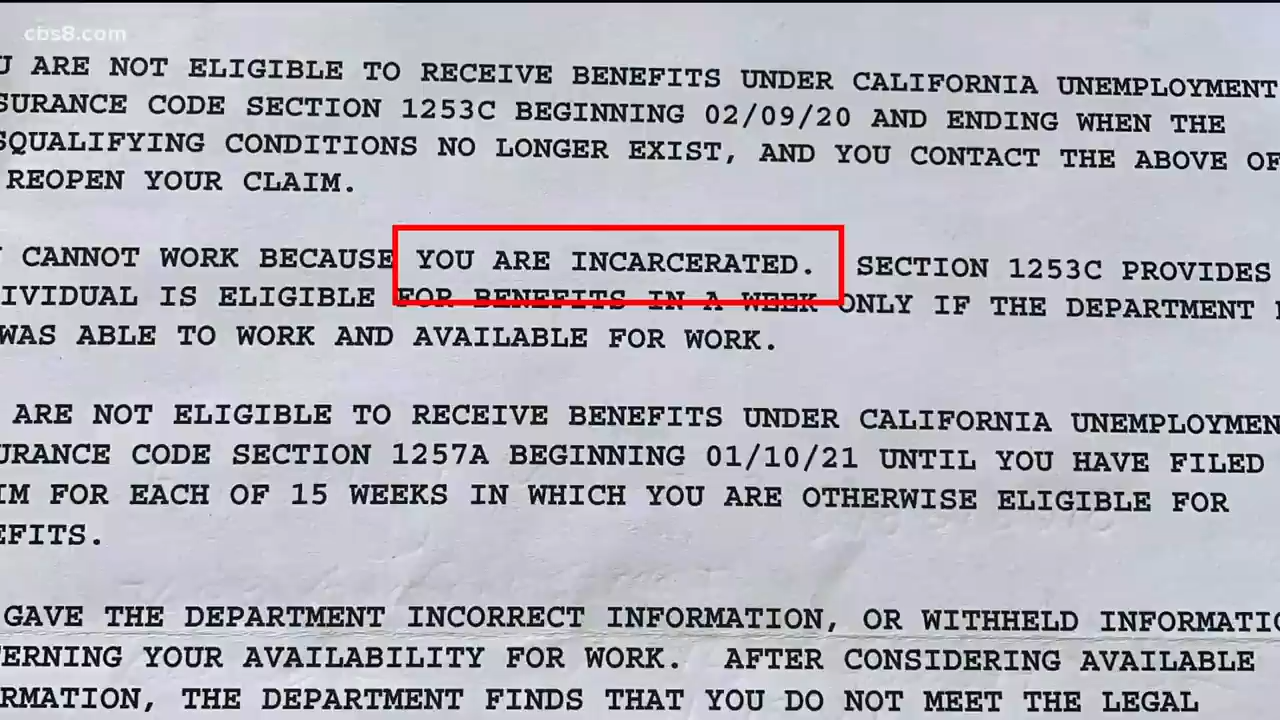 cbs8.com
U ARE NOT ELIGIBLE TO RECEIVE BENEFITS UNDER CALIFORNIA UNEMPLOYMENT
SURANCE CODE SECTION 1253C BEGINNING 02/09/20 AND ENDING WHEN THE
SQUALIFYING CONDITIONS NO LONGER EXIST, AND YOU CONTACT THE ABOVE OF
REOPEN YOUR CLAIM.
CANNOT WORK BECAUSE YOU ARE INCARCERATED. SECTION 1253C PROVIDES
IVIDUAL IS ELIGIBLE FOR BENEFITS IN A WEEK ONLY IF THE DEPARTMENT
WAS ABLE TO WORK AND AVAILABLE FOR WORK.
ARE NOT ELIGIBLE TO RECEIVE BENEFITS UNDER CALIFORNIA UNEMPLOYMEN
URANCE CODE SECTION 1257A BEGINNING 01/10/21 UNTIL YOU HAVE FILED
IM FOR EACH OF 15 WEEKS IN WHICH YOU ARE OTHERWISE ELIGIBLE FOR
EFITS.
GAVE THE DEPARTMENT INCORRECT INFORMATION, OR WITHHELD INFORMATIO
ERNING YOUR AVAILABILITY FOR WORK. AFTER CONSIDERING AVAILABLE
RMATION, THE DEPARTMENT FINDS THAT YOU DO NOT MEET THE LEGAL